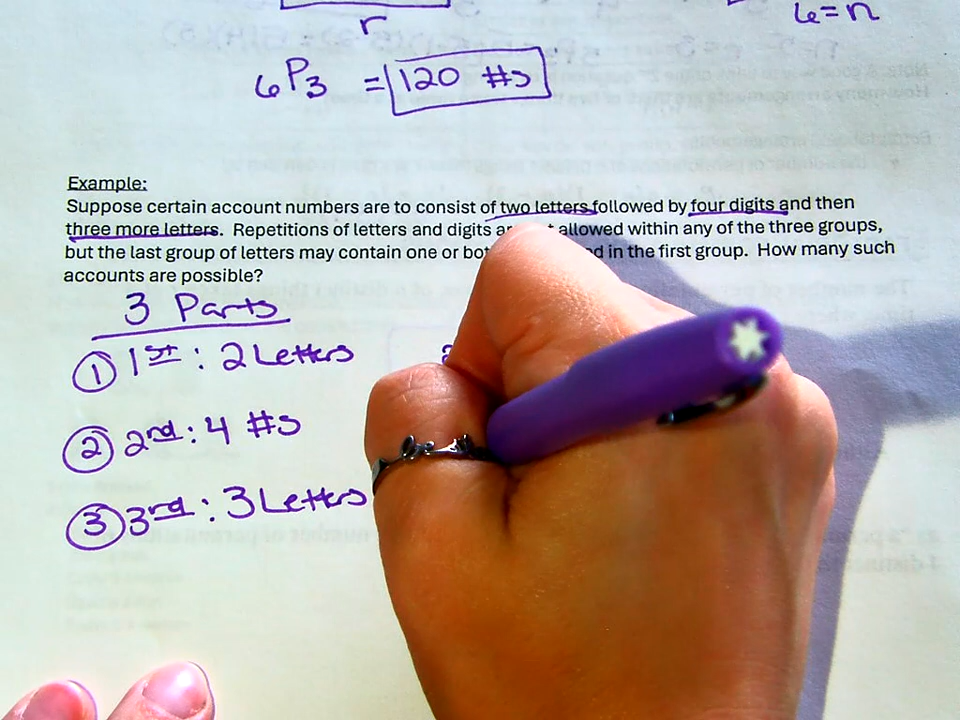 r
6 = n
6P3 = 120 #s
Example:
Suppose certain account numbers are to consist of two letters followed by four digits and then
three more letters. Repetitions of letters and digits allowed within any of the three groups,
but the last group of letters may contain one or in the first group. How many such
accounts are possible?
3 Parts
① 1st : 2 Letters
② 2nd : 4 #s
③ 3rd : 3 Letters